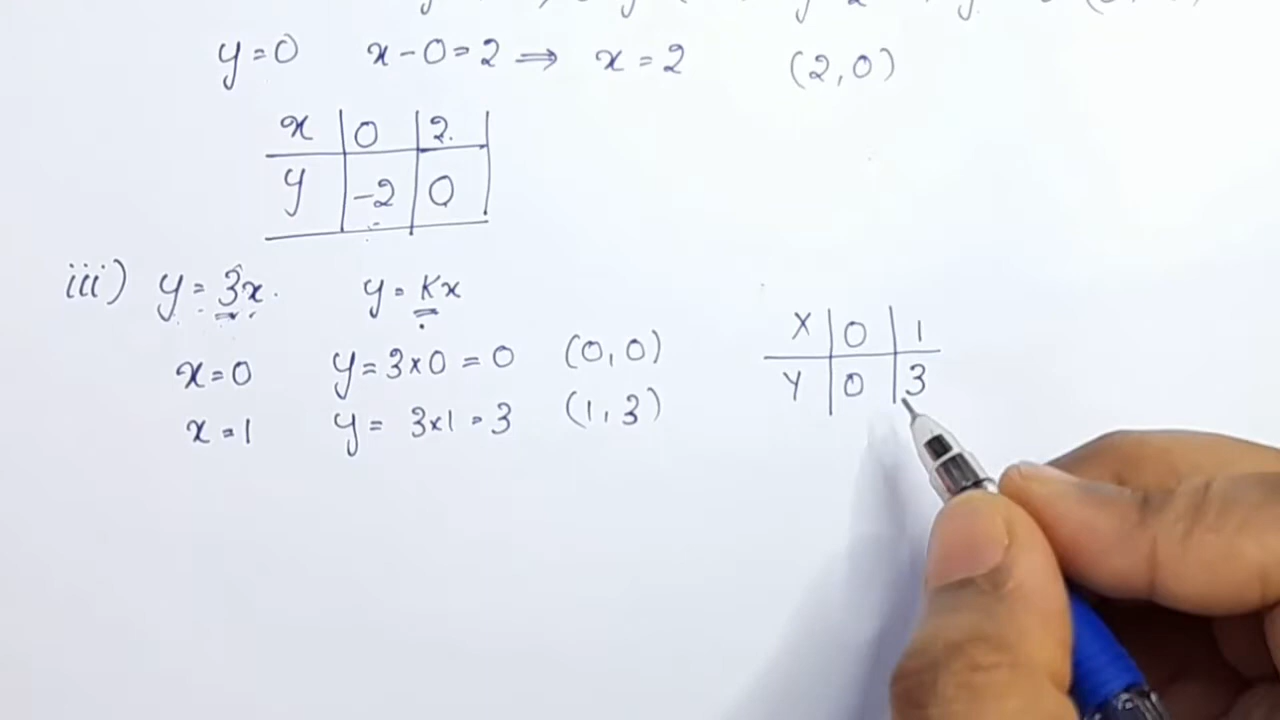 y=0 x-0=2 ⟹ x=2 (2,0)
x | 0 | 2
y | -2 | 0
iii) y=3x. y=Kx
x=0 y=3×0=0 (0,0)
x=1 y=3×1=3 (1,3)
X | 0 | 1
Y | 0 | 3